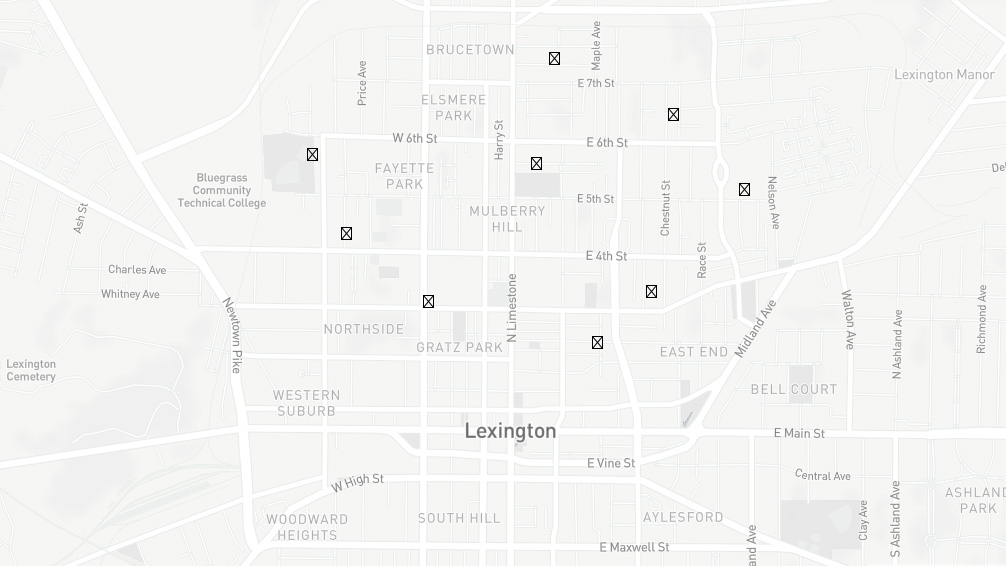 BRUCETOWN
Maple Ave
Price Ave
E 7th St
Lexington Manor
ELSMERE
PARK
Harry St
W 6th St
E 6th St
FAYETTE
PARK
Bluegrass
Community
Technical College
Ash St
MULBERRY
HILL
E 5th St
Chestnut St
Nelson Ave
E 4th St
Race St
Charles Ave
Whitney Ave
Newtown Pike
N Limestone
NORTHSIDE
GRATZ PARK
EAST END
Midland Ave
Walton Ave
N Ashland Ave
Richmond Ave
Lexington
Cemetery
WESTERN
SUBURB
BELL COURT
Lexington
E Main St
E Vine St
W High St
Central Ave
WOODWARD
HEIGHTS
SOUTH HILL
AYLESFORD
Clay Ave
S Ashland Ave
ASHLAND
PARK
E Maxwell St
and Ave